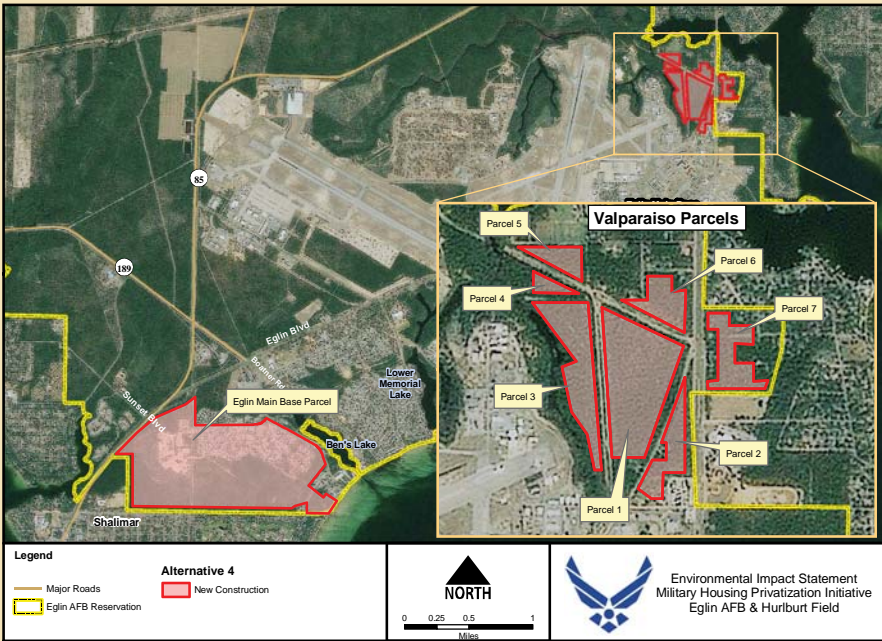 85
189
Eglin Blvd
Boatner Rd
Sunset Blvd
Lower
Memorial
Lake
Ben's Lake
Eglin Main Base Parcel
Shalimar
Valparaiso Parcels
Parcel 5
Parcel 6
Parcel 4
Parcel 7
Parcel 3
Parcel 2
Parcel 1
Legend
Major Roads
Eglin AFB Reservation
Alternative 4
New Construction
NORTH
0 0.25 0.5 1
Miles
Environmental Impact Statement
Military Housing Privatization Initiative
Eglin AFB & Hurlburt Field